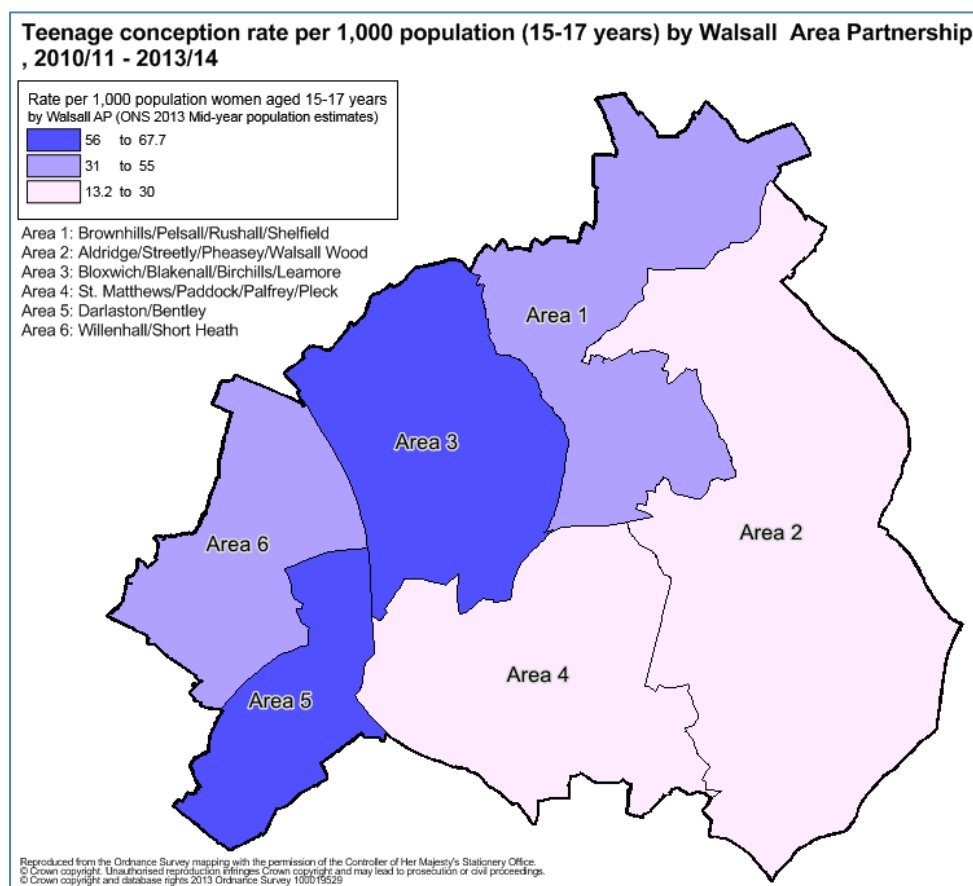 Teenage conception rate per 1,000 population (15-17 years) by Walsall Area Partnership
, 2010/11 - 2013/14
Rate per 1,000 population women aged 15-17 years
by Walsall AP (ONS 2013 Mid-year population estimates)
56 to 67.7
31 to 55
13.2 to 30
Area 1: Brownhills/Pelsall/Rushall/Shelfield
Area 2: Aldridge/Streetly/Pheasey/Walsall Wood
Area 3: Bloxwich/Blakenall/Birchills/Leamore
Area 4: St. Matthews/Paddock/Palfrey/Pleck
Area 5: Darlaston/Bentley
Area 6: Willenhall/Short Heath
Area 1
Area 3
Area 2
Area 6
Area 4
Area 5
Reproduced from the Ordnance Survey mapping with the permission of the Controller of Her Majesty's Stationery Office.
© Crown copyright. Unauthorised reproduction infringes Crown copyright and may lead to prosecution or civil proceedings.
© Crown copyright and database rights 2013 Ordnance Survey 100019529